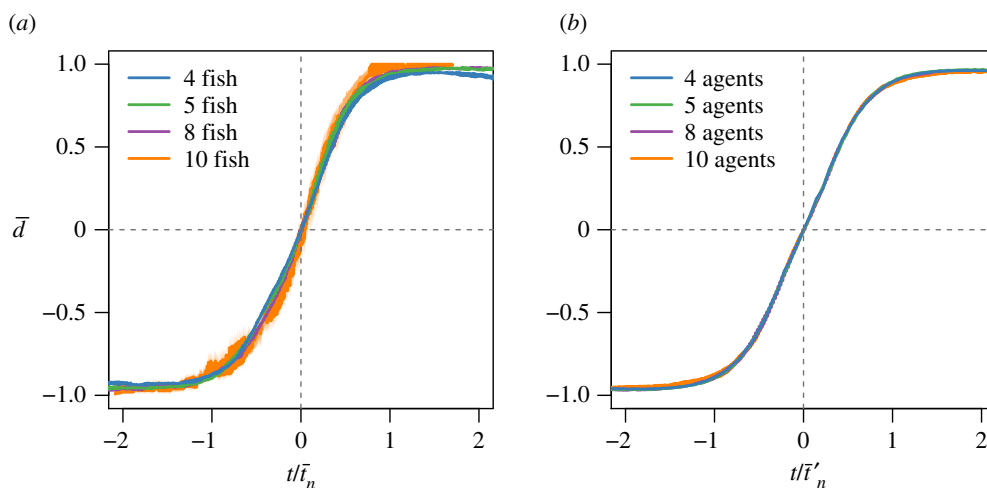 (a)
1.0
0.5
0
−0.5
−1.0
d̅
4 fish
5 fish
8 fish
10 fish
−2 −1 0 1 2
t/t̅n
(b)
1.0
0.5
0
−0.5
−1.0
4 agents
5 agents
8 agents
10 agents
−2 −1 0 1 2
t/t̅′n